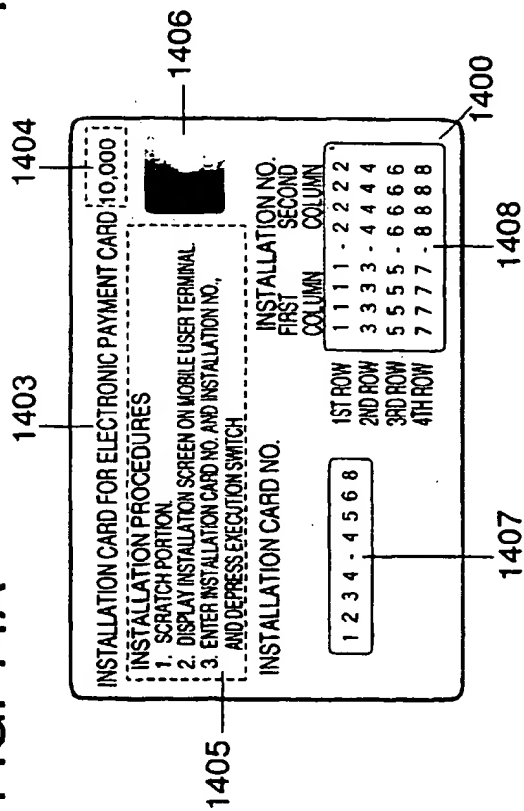 1403
1404
1406
INSTALLATION CARD FOR ELECTRONIC PAYMENT CARD 10,000
INSTALLATION PROCEDURES
1. SCRATCH PORTION.
2. DISPLAY INSTALLATION SCREEN ON MOBILE USER TERMINAL.
3. ENTER INSTALLATION CARD NO. AND INSTALLATION NO.,
AND DEPRESS EXECUTION SWITCH
1405
INSTALLATION CARD NO.
1 2 3 4 - 4 5 6 8
INSTALLATION NO.
FIRST COLUMN SECOND COLUMN
1ST ROW 1 1 1 1 - 2 2 2 2
2ND ROW 3 3 3 3 - 4 4 4 4
3RD ROW 5 5 5 5 - 6 6 6 6
4TH ROW 7 7 7 7 - 8 8 8 8
1407
1408
1400